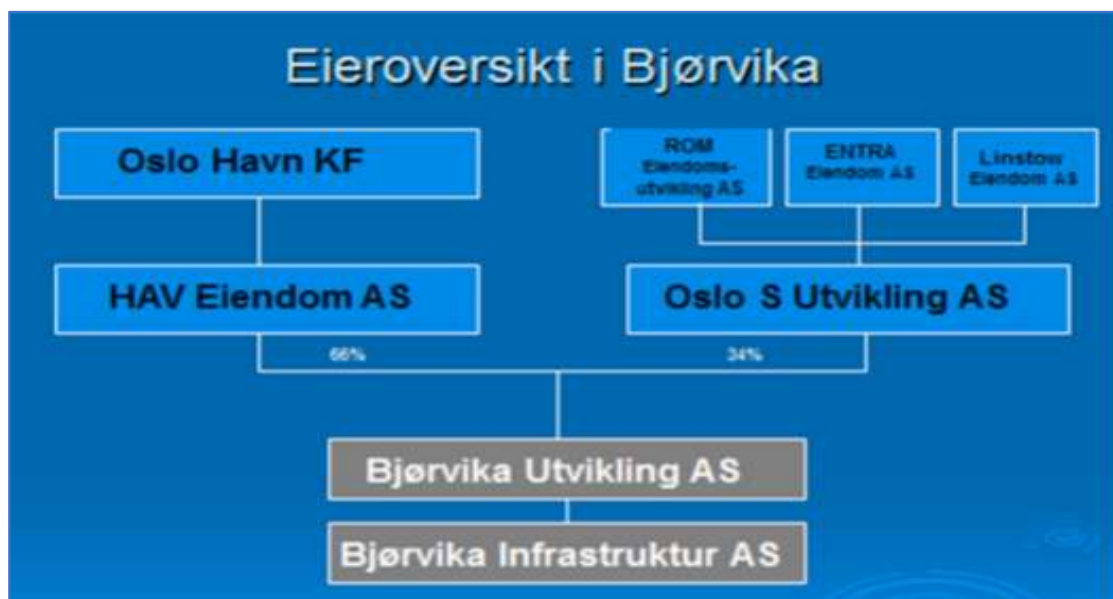 Eieroversikt i Bjørvika
Oslo Havn KF
ROM
Eiendoms-
utvikling AS
ENTRA
Eiendom AS
Linstow
Eiendom AS
HAV Eiendom AS
Oslo S Utvikling AS
66%
34%
Bjørvika Utvikling AS
Bjørvika Infrastruktur AS